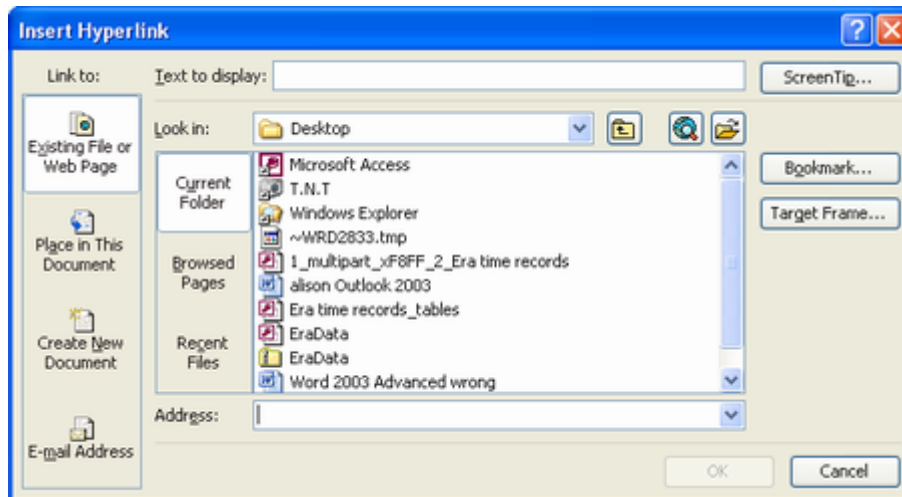 Insert Hyperlink
Link to:
Text to display:
ScreenTip...
Existing File or
Web Page
Look in:
Desktop
Current
Folder
Microsoft Access
T.N.T
Windows Explorer
~WRD2833.tmp
1_multipart_xF8FF_2_Era time records
alison Outlook 2003
Era time records_tables
EraData
EraData
Word 2003 Advanced wrong
Bookmark...
Target Frame...
Place in This
Document
Browsed
Pages
Create New
Document
Recent
Files
Address:
E-mail Address
OK
Cancel